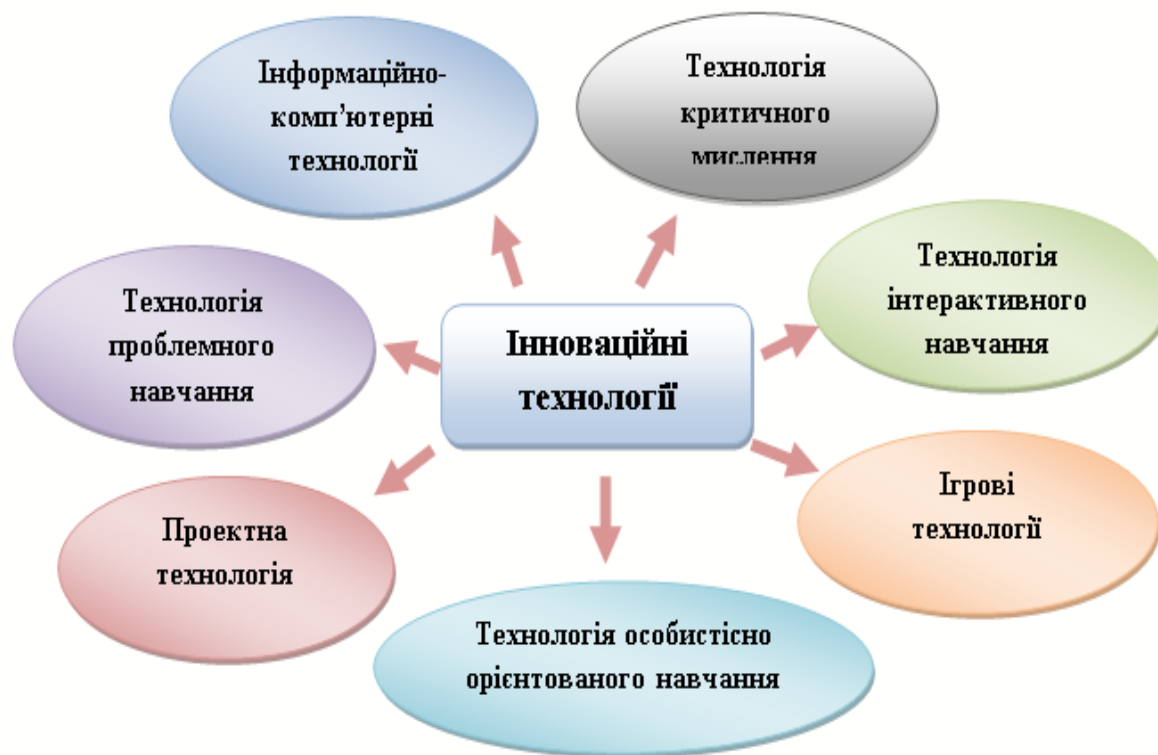 Інформаційно-
комп’ютерні
технології
Технологія
критичного
мислення
Технологія
інтерактивного
навчання
Технологія
проблемного
навчання
Інноваційні
технології
Ігрові
технології
Проектна
технологія
Технологія особистісно
орієнтованого навчання